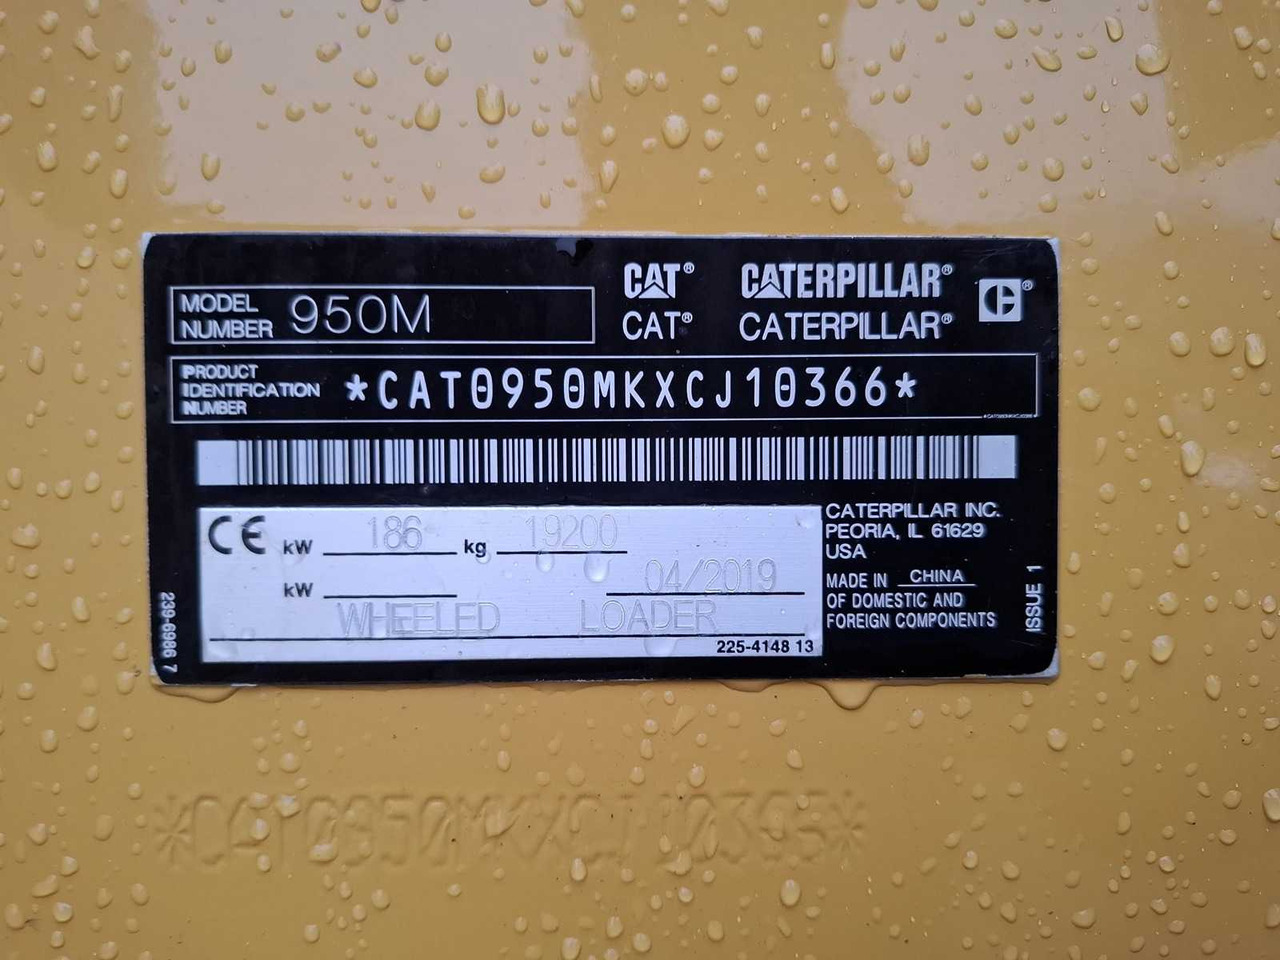 MODEL NUMBER 950M
CAT® CATERPILLAR®
CAT® CATERPILLAR®
PRODUCT IDENTIFICATION NUMBER *CAT0950MKXCJ10366*
CE kW 186 kg 19200
kW 04/2019
WHEELED LOADER
225-4148 13
239-6986 7
CATERPILLAR INC.
PEORIA, IL 61629
USA
MADE IN CHINA
OF DOMESTIC AND
FOREIGN COMPONENTS
ISSUE 1